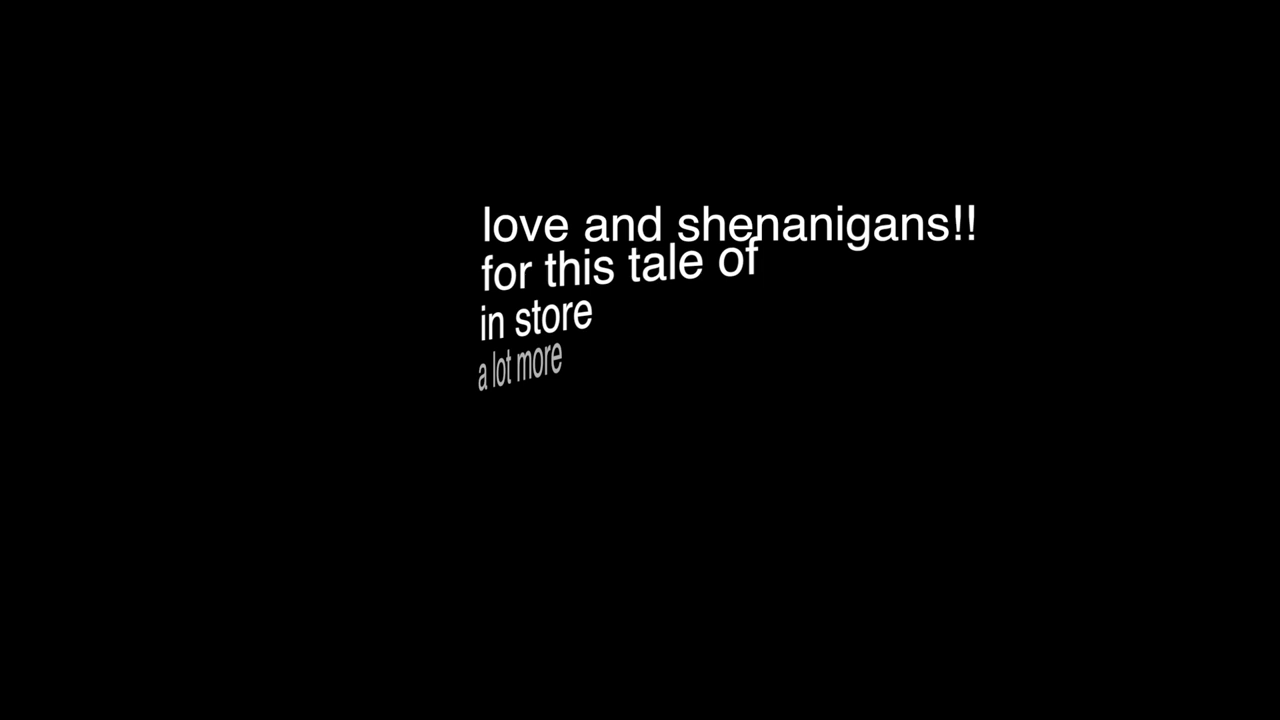 love and shenanigans!!
for this tale of
in store
a lot more